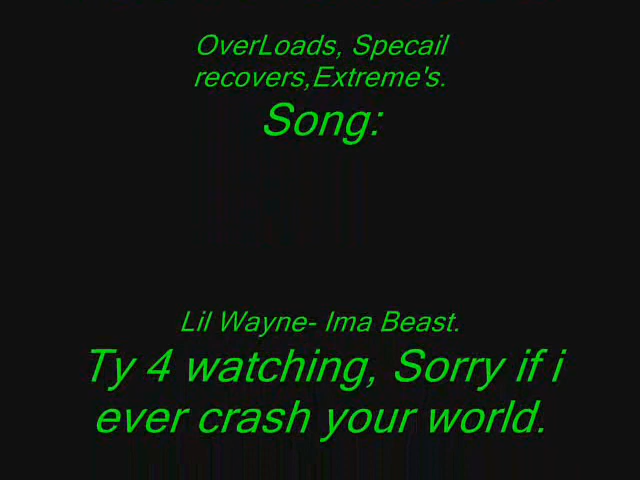 OverLoads, Specail
recovers,Extreme's.
Song:
Lil Wayne- Ima Beast.
Ty 4 watching, Sorry if i
ever crash your world.